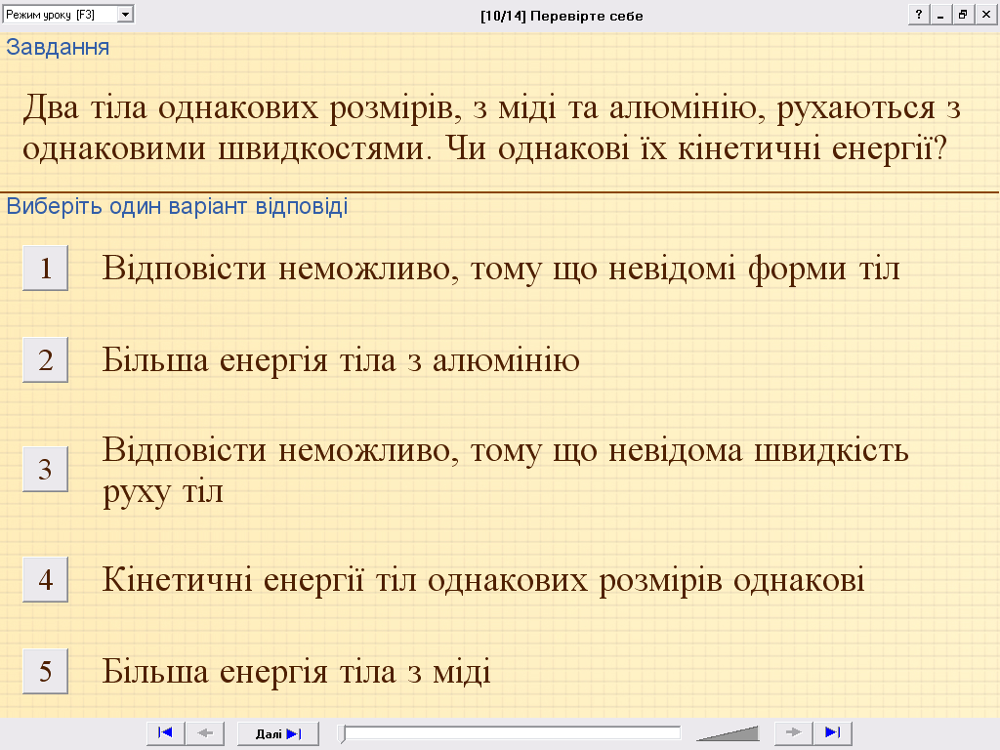 Режим уроку [F3]
[10/14] Перевірте себе
?
Завдання
Два тіла однакових розмірів, з міді та алюмінію, рухаються з
однаковими швидкостями. Чи однакові їх кінетичні енергії?
Виберіть один варіант відповіді
1 Відповісти неможливо, тому що невідомі форми тіл
2 Більша енергія тіла з алюмінію
3 Відповісти неможливо, тому що невідома швидкість
руху тіл
4 Кінетичні енергії тіл однакових розмірів однакові
5 Більша енергія тіла з міді
Далі